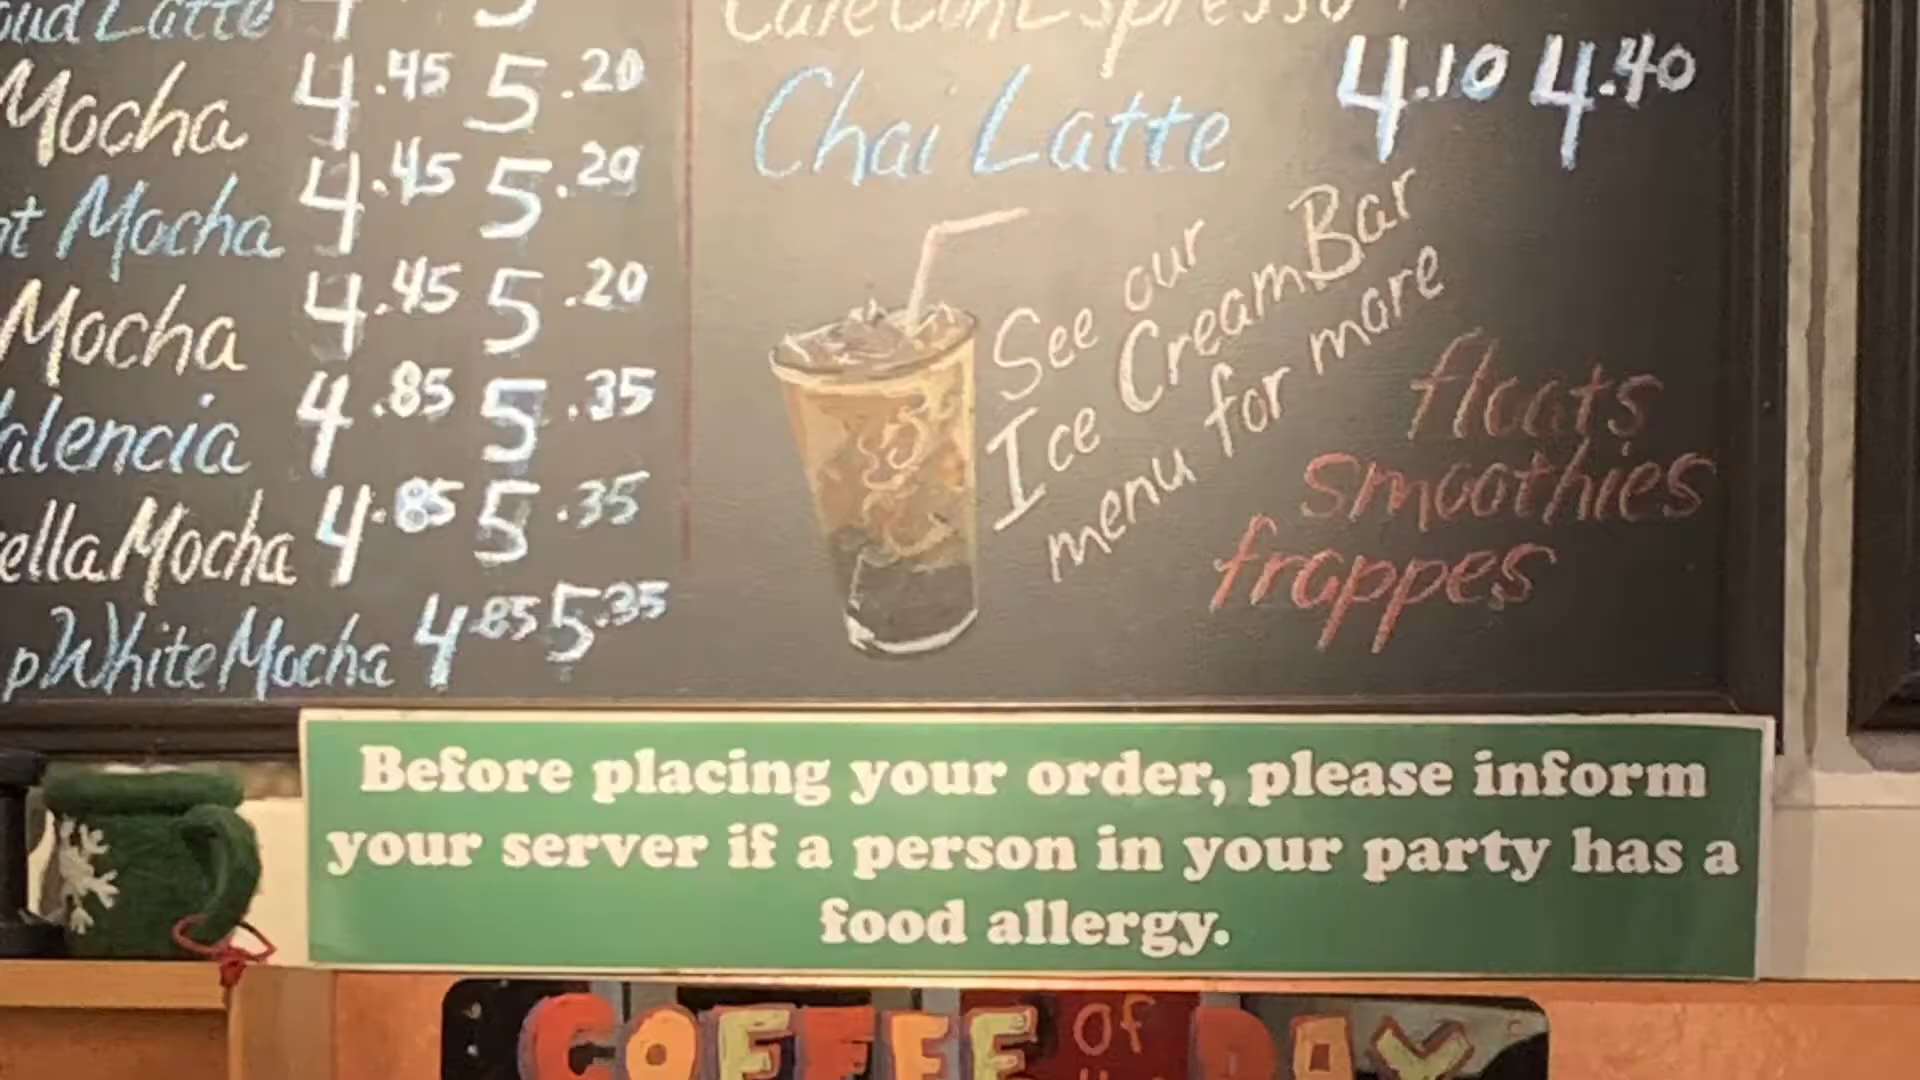 Latte 4 5
Mocha 4.45 5.20
Mocha 4.45 5.20
Mocha 4.45 5.20
alencia 4.85 5.35
ella Mocha 4.85 5.35
p White Mocha 4.85 5.35
Cafe Con Espresso
Chai Latte 4.10 4.40
See our
Ice Cream Bar
menu for more
floats
smoothies
frappes
Before placing your order, please inform
your server if a person in your party has a
food allergy.
COFFEE of
DAY